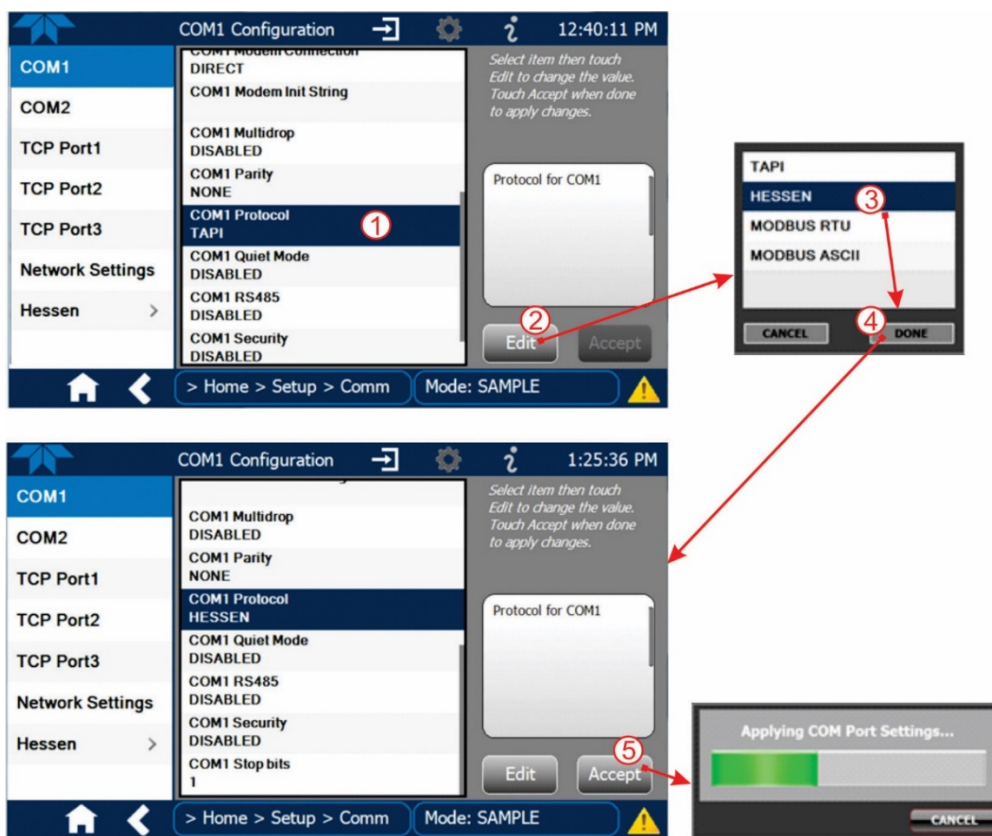 COM1 Configuration
12:40:11 PM
COM1
COM2
TCP Port1
TCP Port2
TCP Port3
Network Settings
Hessen >
COM1 Modem Connection
DIRECT
COM1 Modem Init String
COM1 Multidrop
DISABLED
COM1 Parity
NONE
COM1 Protocol
TAPI
1
COM1 Quiet Mode
DISABLED
COM1 RS485
DISABLED
COM1 Security
DISABLED
Select item then touch
Edit to change the value.
Touch Accept when done
to apply changes.
Protocol for COM1
2
Edit
Accept
> Home > Setup > Comm
Mode: SAMPLE
TAPI
HESSEN
3
MODBUS RTU
MODBUS ASCII
4
CANCEL
DONE
COM1 Configuration
1:25:36 PM
COM1
COM2
TCP Port1
TCP Port2
TCP Port3
Network Settings
Hessen >
COM1 Multidrop
DISABLED
COM1 Parity
NONE
COM1 Protocol
HESSEN
COM1 Quiet Mode
DISABLED
COM1 RS485
DISABLED
COM1 Security
DISABLED
COM1 Stop bits
1
Select item then touch
Edit to change the value.
Touch Accept when done
to apply changes.
Protocol for COM1
5
Edit
Accept
> Home > Setup > Comm
Mode: SAMPLE
Applying COM Port Settings...
CANCEL